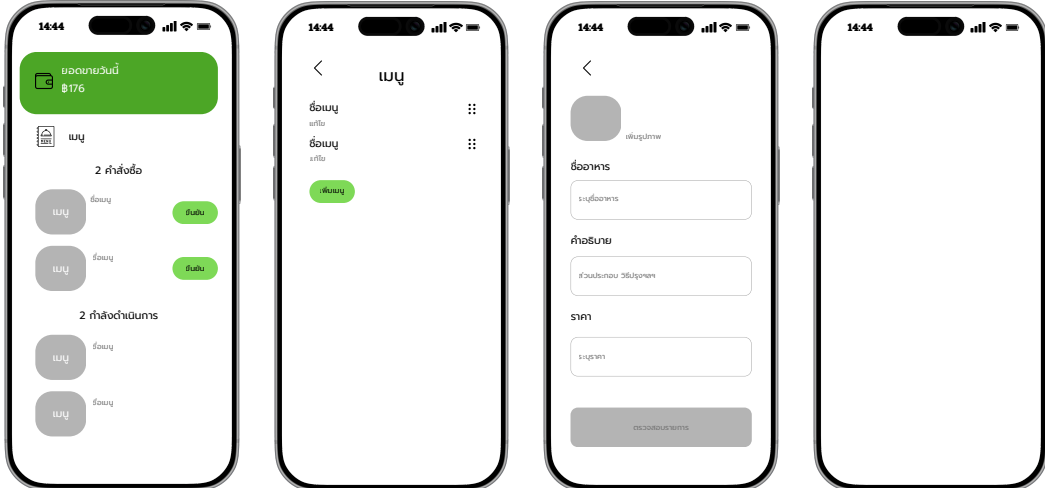 14:44
ยอดขายวันนี้
฿176
เมนู
2 คำสั่งซื้อ
เมนู
ชื่อเมนู
ยืนยัน
เมนู
ชื่อเมนู
ยืนยัน
2 กำลังดำเนินการ
เมนู
ชื่อเมนู
เมนู
ชื่อเมนู
14:44
เมนู
ชื่อเมนู
แก้ไข
ชื่อเมนู
แก้ไข
เพิ่มเมนู
14:44
เพิ่มรูปภาพ
ชื่ออาหาร
ระบุชื่ออาหาร
คำอธิบาย
ส่วนประกอบ วิธีปรุงฯลฯ
ราคา
ระบุราคา
ตรวจสอบรายการ
14:44